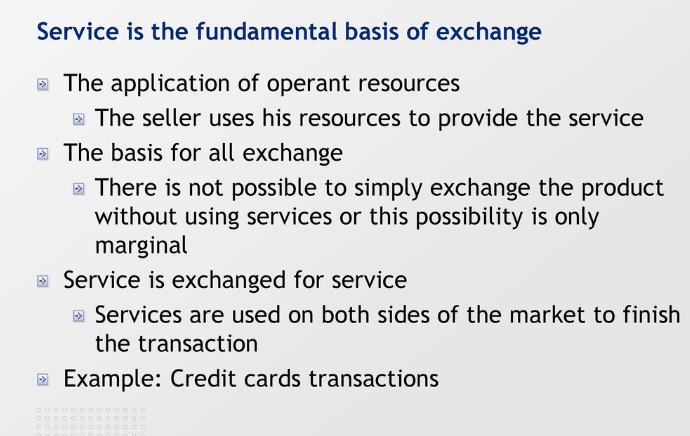 Service is the fundamental basis of exchange
The application of operant resources
The seller uses his resources to provide the service
The basis for all exchange
There is not possible to simply exchange the product
without using services or this possibility is only
marginal
Service is exchanged for service
Services are used on both sides of the market to finish
the transaction
Example: Credit cards transactions